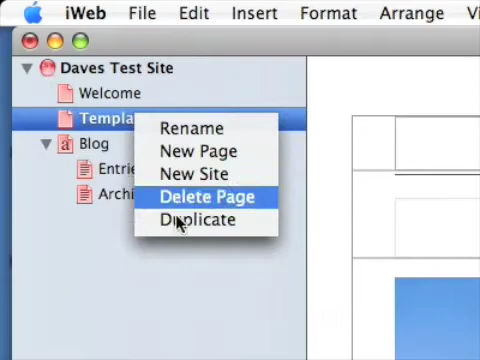 iWeb File Edit Insert Format Arrange
Daves Test Site
Welcome
Blog
Rename
New Page
New Site
Delete Page
Duplicate